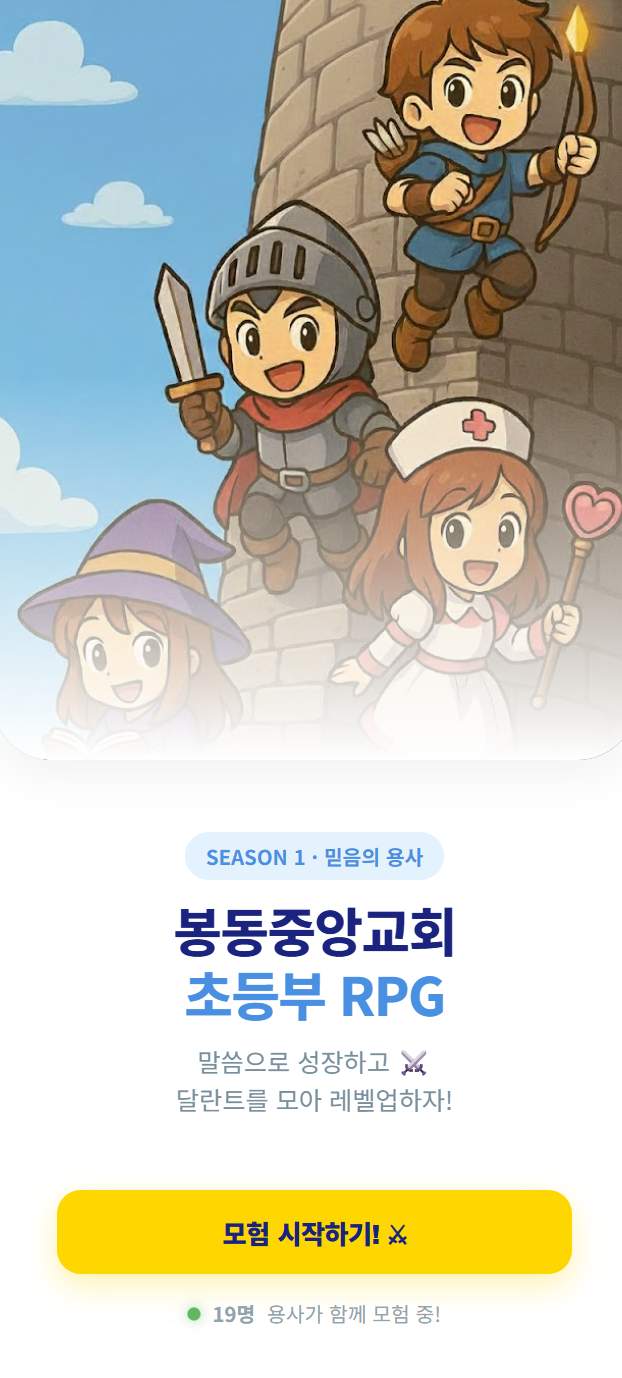 SEASON 1 · 믿음의 용사
봉동중앙교회
초등부 RPG
말씀으로 성장하고 ⚔️
달란트를 모아 레벨업하자!
모험 시작하기! ⚔
19명 용사가 함께 모험 중!